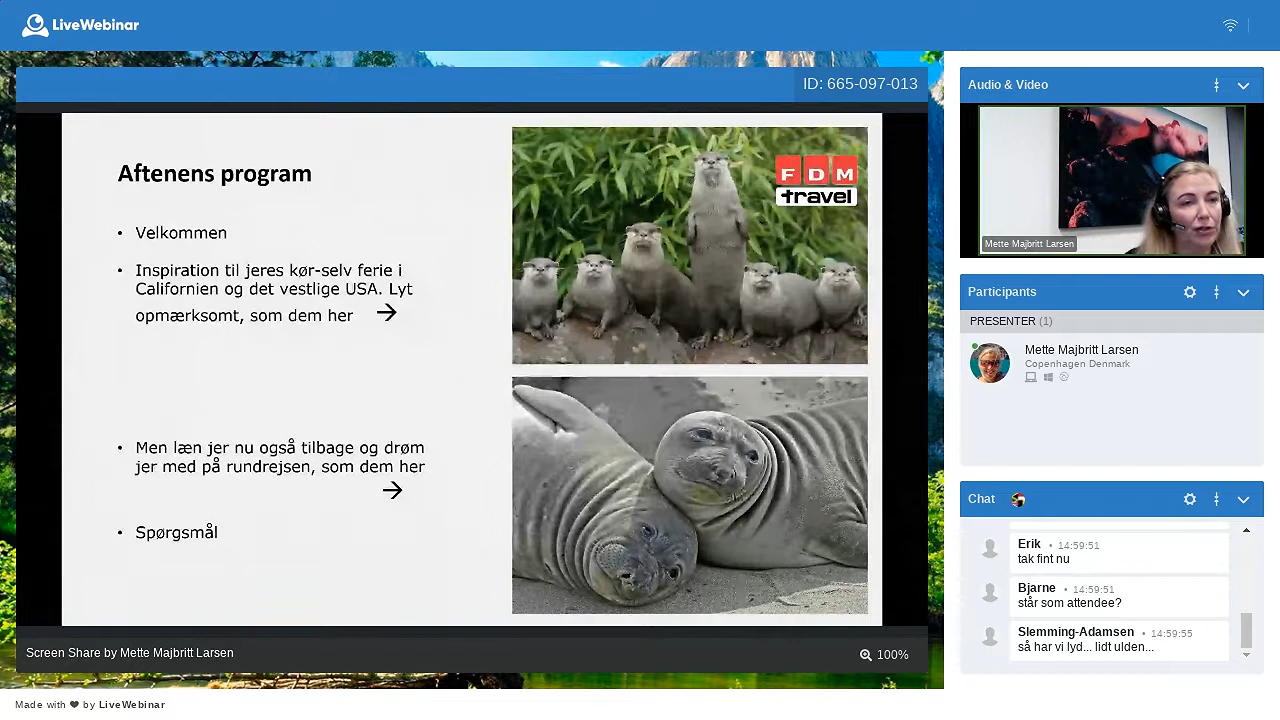 LiveWebinar
ID: 665-097-013
Aftenens program
• Velkommen
• Inspiration til jeres kør-selv ferie i
Californien og det vestlige USA. Lyt
opmærksomt, som dem her →
• Men læn jer nu også tilbage og drøm
jer med på rundrejsen, som dem her
→
• Spørgsmål
FDM
travel
Screen Share by Mette Majbritt Larsen
100%
Audio & Video
Mette Majbritt Larsen
Participants
PRESENTER (1)
Mette Majbritt Larsen
Copenhagen Denmark
Chat
Erik • 14:59:51
tak fint nu
Bjarne • 14:59:51
står som attendee?
Slemming-Adamsen • 14:59:55
så har vi lyd... lidt ulden...
Made with ❤ by LiveWebinar